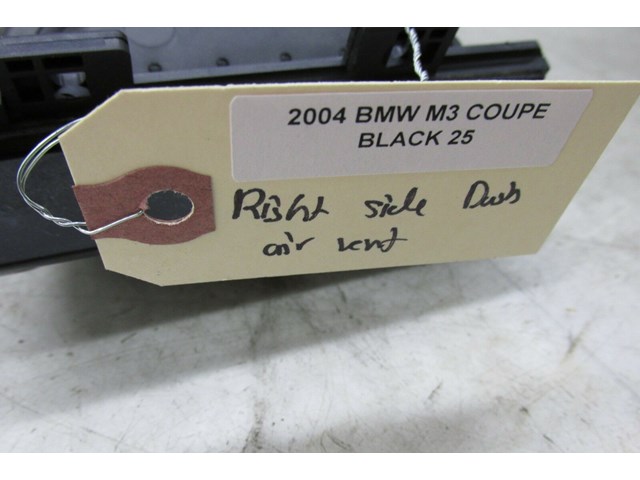 2004 BMW M3 COUPE
BLACK 25
Right side Dash
air vent